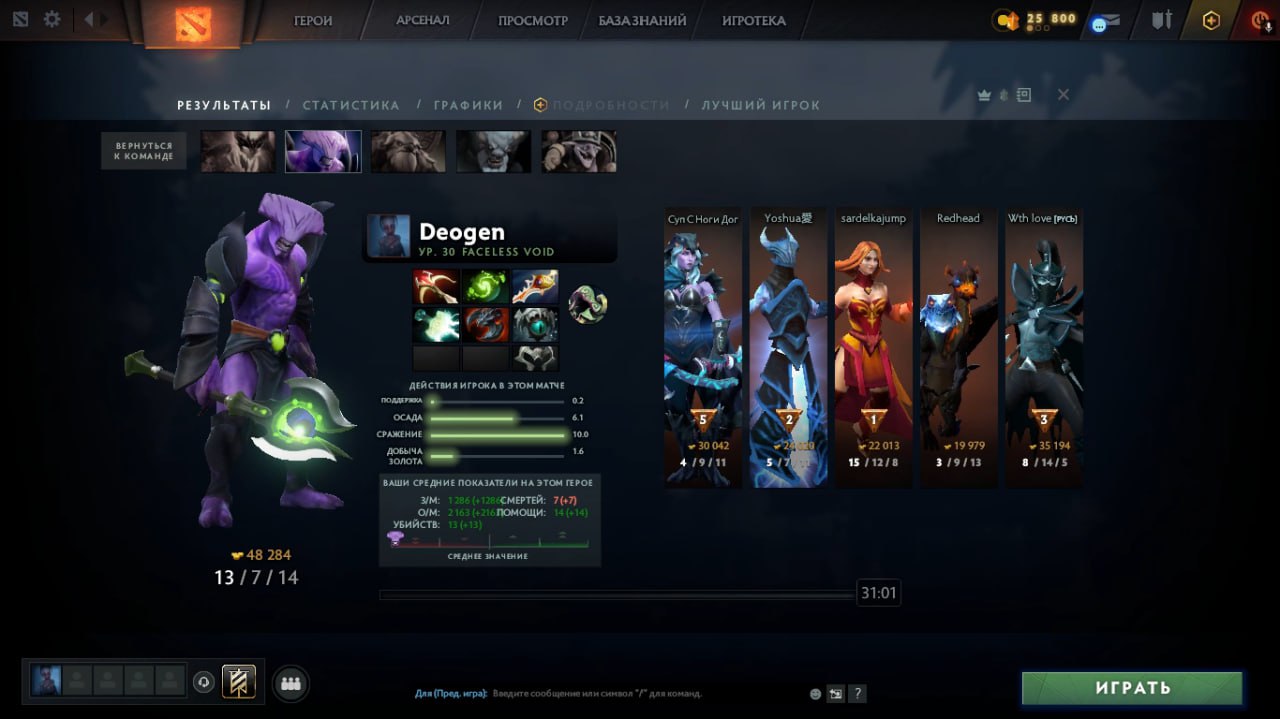 ГЕРОИ АРСЕНАЛ ПРОСМОТР БАЗА ЗНАНИЙ ИГРОТЕКА 25 800
РЕЗУЛЬТАТЫ / СТАТИСТИКА / ГРАФИКИ / ПОДРОБНОСТИ / ЛУЧШИЙ ИГРОК
ВЕРНУТЬСЯ
К КОМАНДЕ
Deogen
УР. 30 FACELESS VOID
ДЕЙСТВИЯ ИГРОКА В ЭТОМ МАТЧЕ
ПОДДЕРЖКА 0.2
ОСАДА 6.1
СРАЖЕНИЕ 10.0
ДОБЫЧА
ЗОЛОТА 1.6
ВАШИ СРЕДНИЕ ПОКАЗАТЕЛИ НА ЭТОМ ГЕРОЕ
З/М: 1 286 (+1286 СМЕРТЕЙ: 7 (+7)
О/М: 2 163 (+216 ПОМОЩИ: 14 (+14)
УБИЙСТВ: 13 (+13)
СРЕДНЕЕ ЗНАЧЕНИЕ
48 284
13 / 7 / 14
Суп С Ноги Дог Yoshua愛 sardelkajump Redhead Wth love [РУСЬ]
5 2 1 3
30 042 22 013 19 979 35 194
4 / 9 / 11 5 / 7 / 15 / 12 / 8 3 / 9 / 13 8 / 14 / 5
31:01
Для (Пред. игра): Введите сообщение или символ "/" для команд. ?
ИГРАТЬ